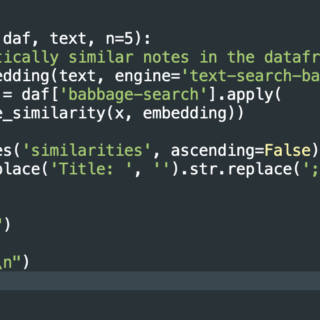 daf, text, n=5):
tically similar notes in the datafr
edding(text, engine='text-search-ba
= daf['babbage-search'].apply(
e_similarity(x, embedding))
es('similarities', ascending=False)
place('Title: ', '').str.replace(';
')
\n")